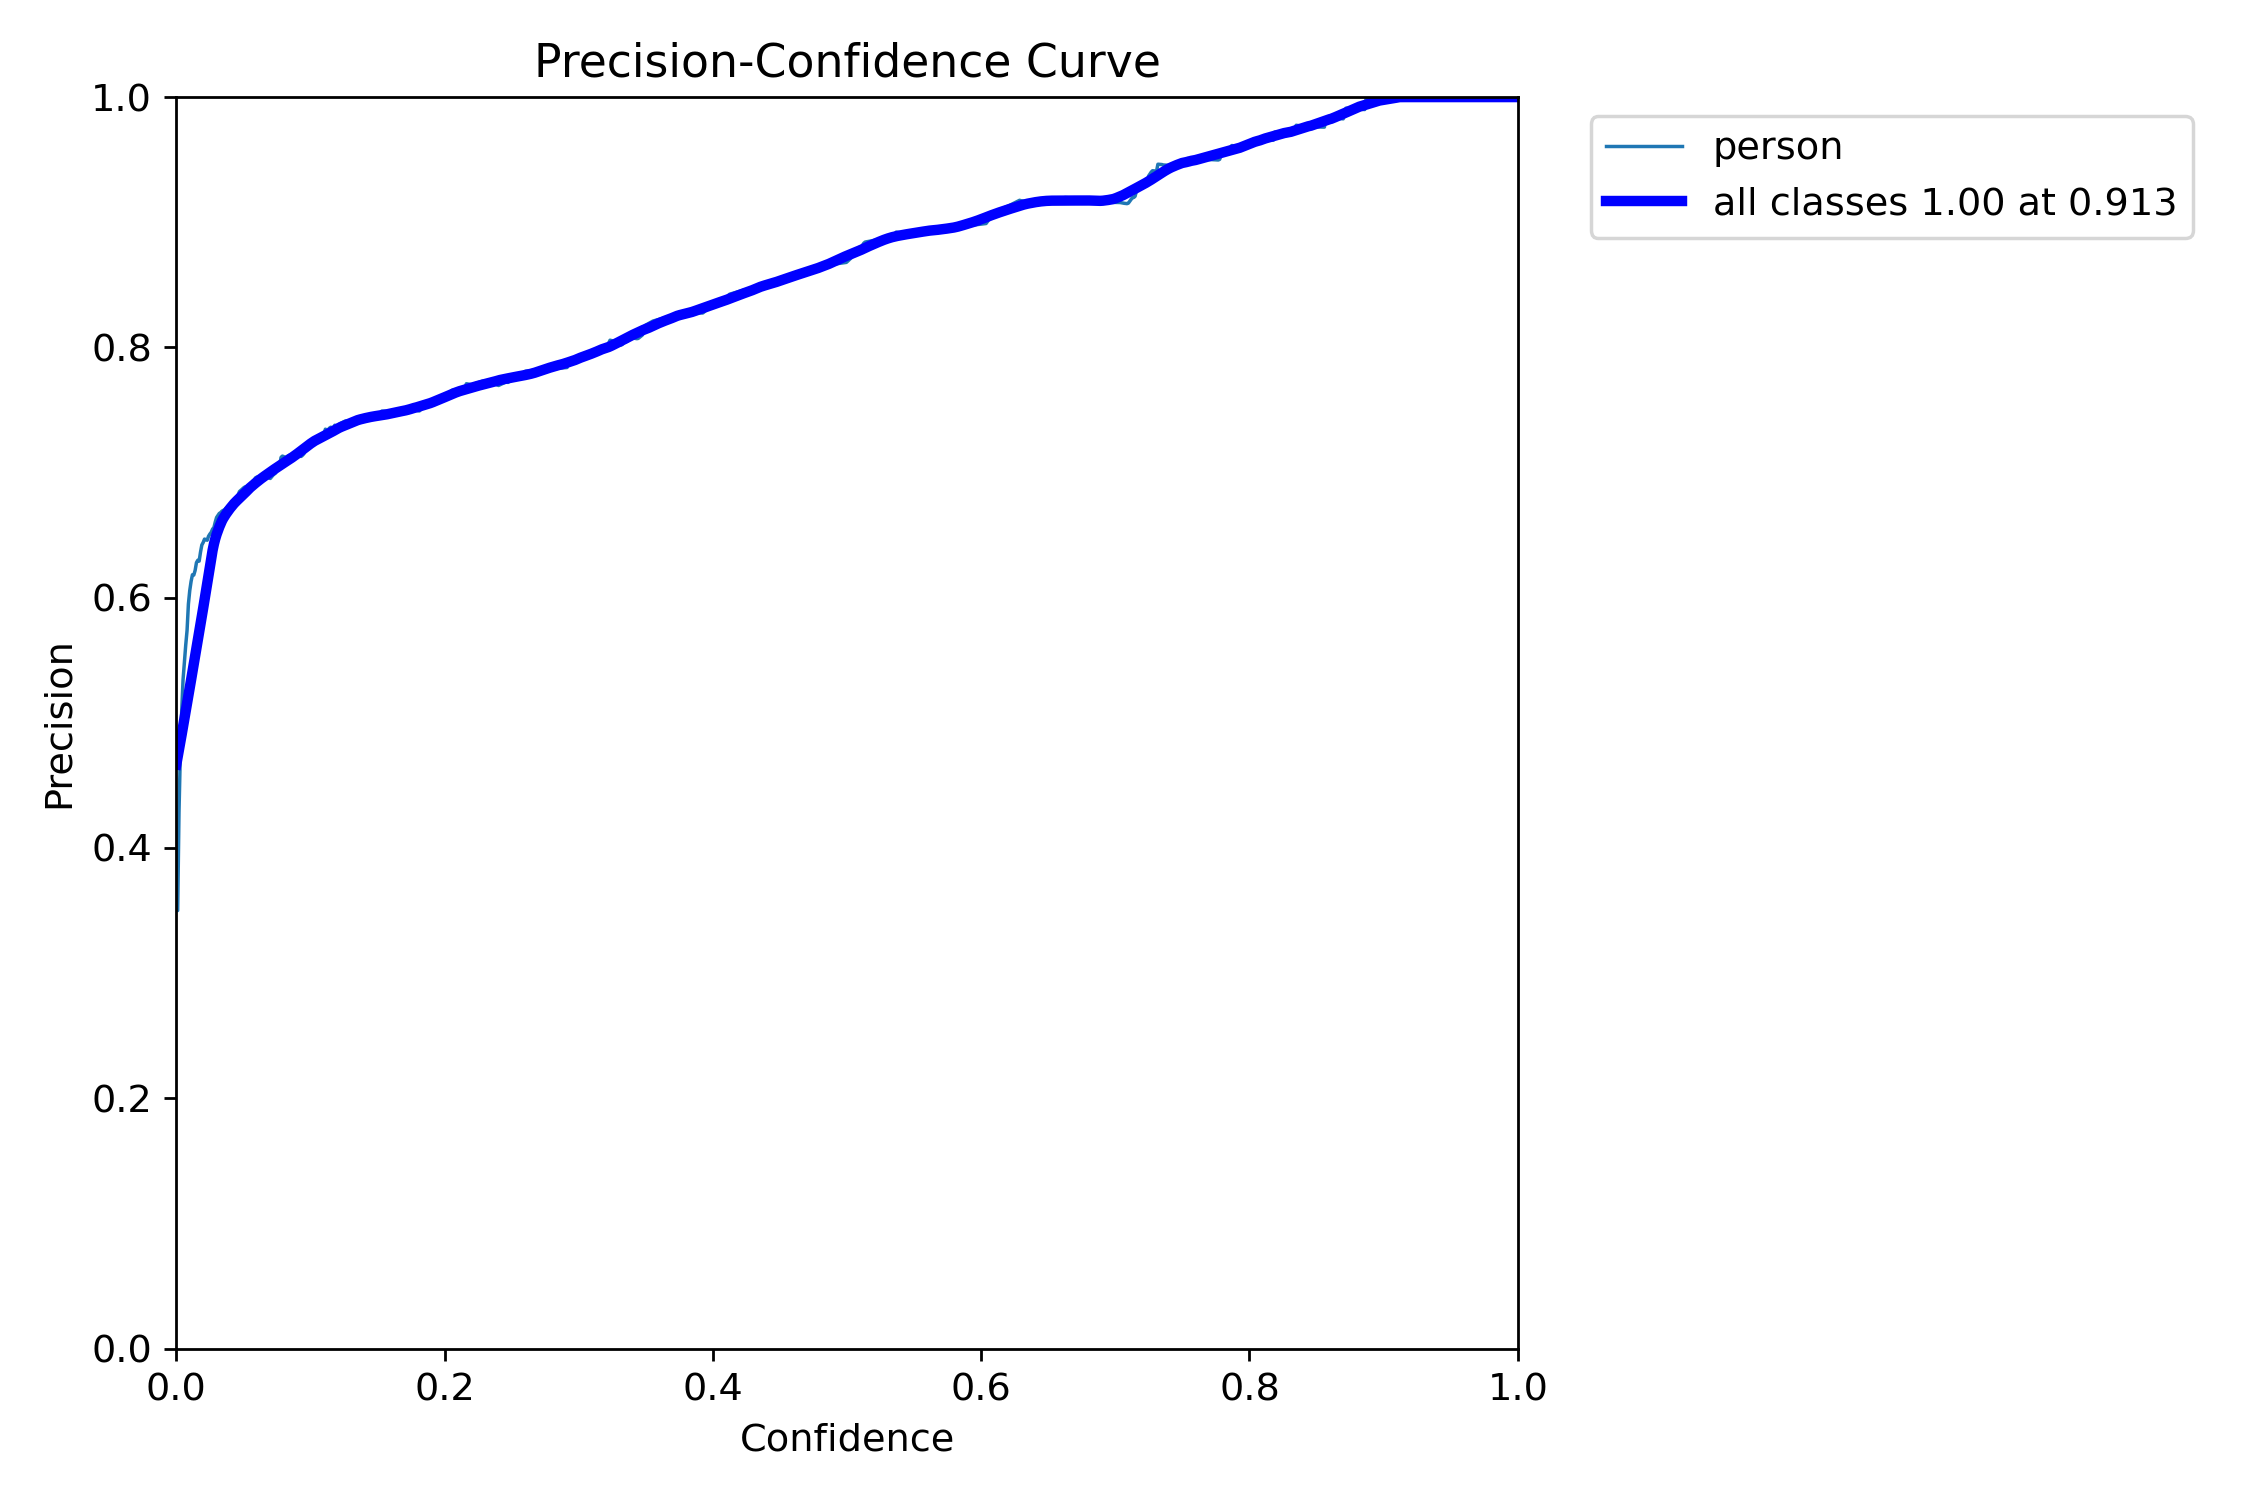 Precision-Confidence Curve
1.0
0.8
0.6
0.4
0.2
0.0
Precision
0.0 0.2 0.4 0.6 0.8 1.0
Confidence
person
all classes 1.00 at 0.913